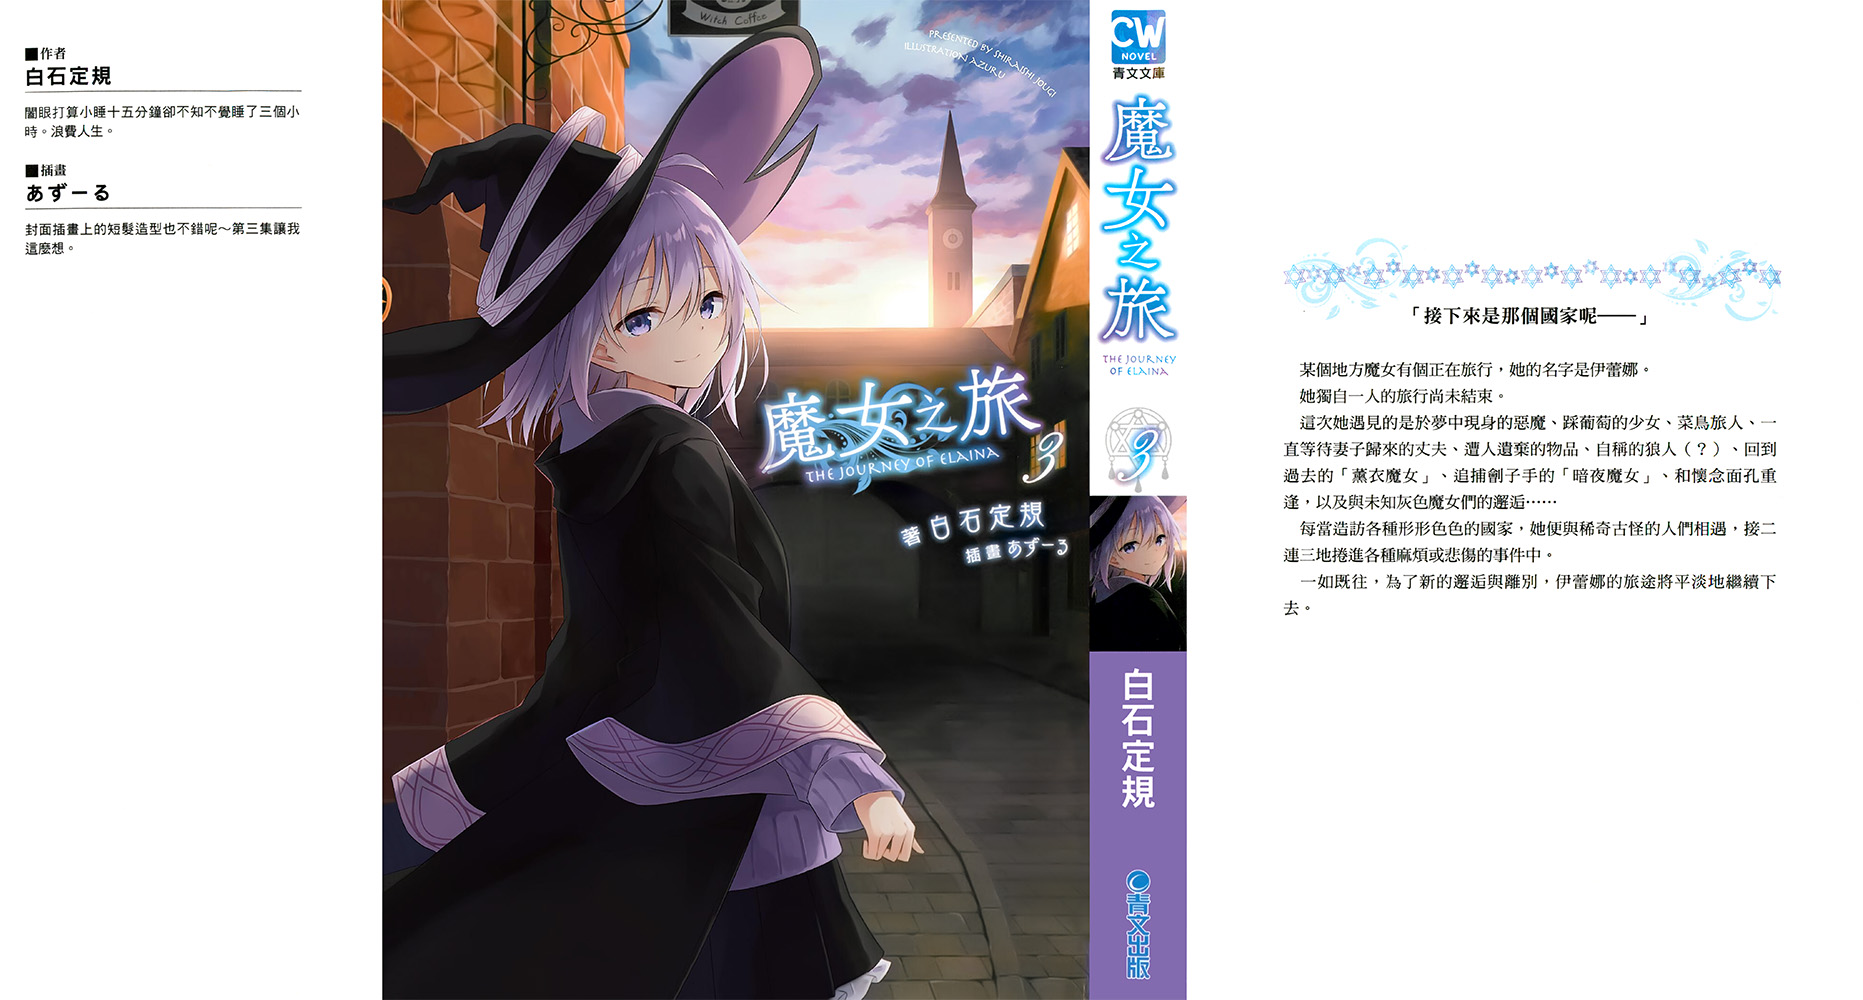 ■作者
白石定規
闔眼打算小睡十五分鐘卻不知不覺睡了三個小
時。浪費人生。
■插畫
あずーる
封面插畫上的短髮造型也不錯呢～第三集讓我
這麼想。
Witch Coffee
PRESENTED BY SHIRAISHI JOUGI
ILLUSTRATION AZURU
魔女之旅
THE JOURNEY OF ELAINA
3
著 白石定規
插畫 あずーる
CW
NOVEL
青文文庫
魔女之旅
THE JOURNEY
OF ELAINA
3
白石定規
青文出版
「接下來是那個國家呢——」
某個地方魔女有個正在旅行，她的名字是伊蕾娜。
她獨自一人的旅行尚未結束。
這次她遇見的是於夢中現身的惡魔、踩葡萄的少女、菜鳥旅人、一
直等待妻子歸來的丈夫、遭人遺棄的物品、自稱的狼人（？）、回到
過去的「薰衣魔女」、追捕劊子手的「暗夜魔女」、和懷念面孔重
逢，以及與未知灰色魔女們的邂逅……
每當造訪各種形形色色的國家，她便與稀奇古怪的人們相遇，接二
連三地捲進各種麻煩或悲傷的事件中。
一如既往，為了新的邂逅與離別，伊蕾娜的旅途將平淡地繼續下
去。